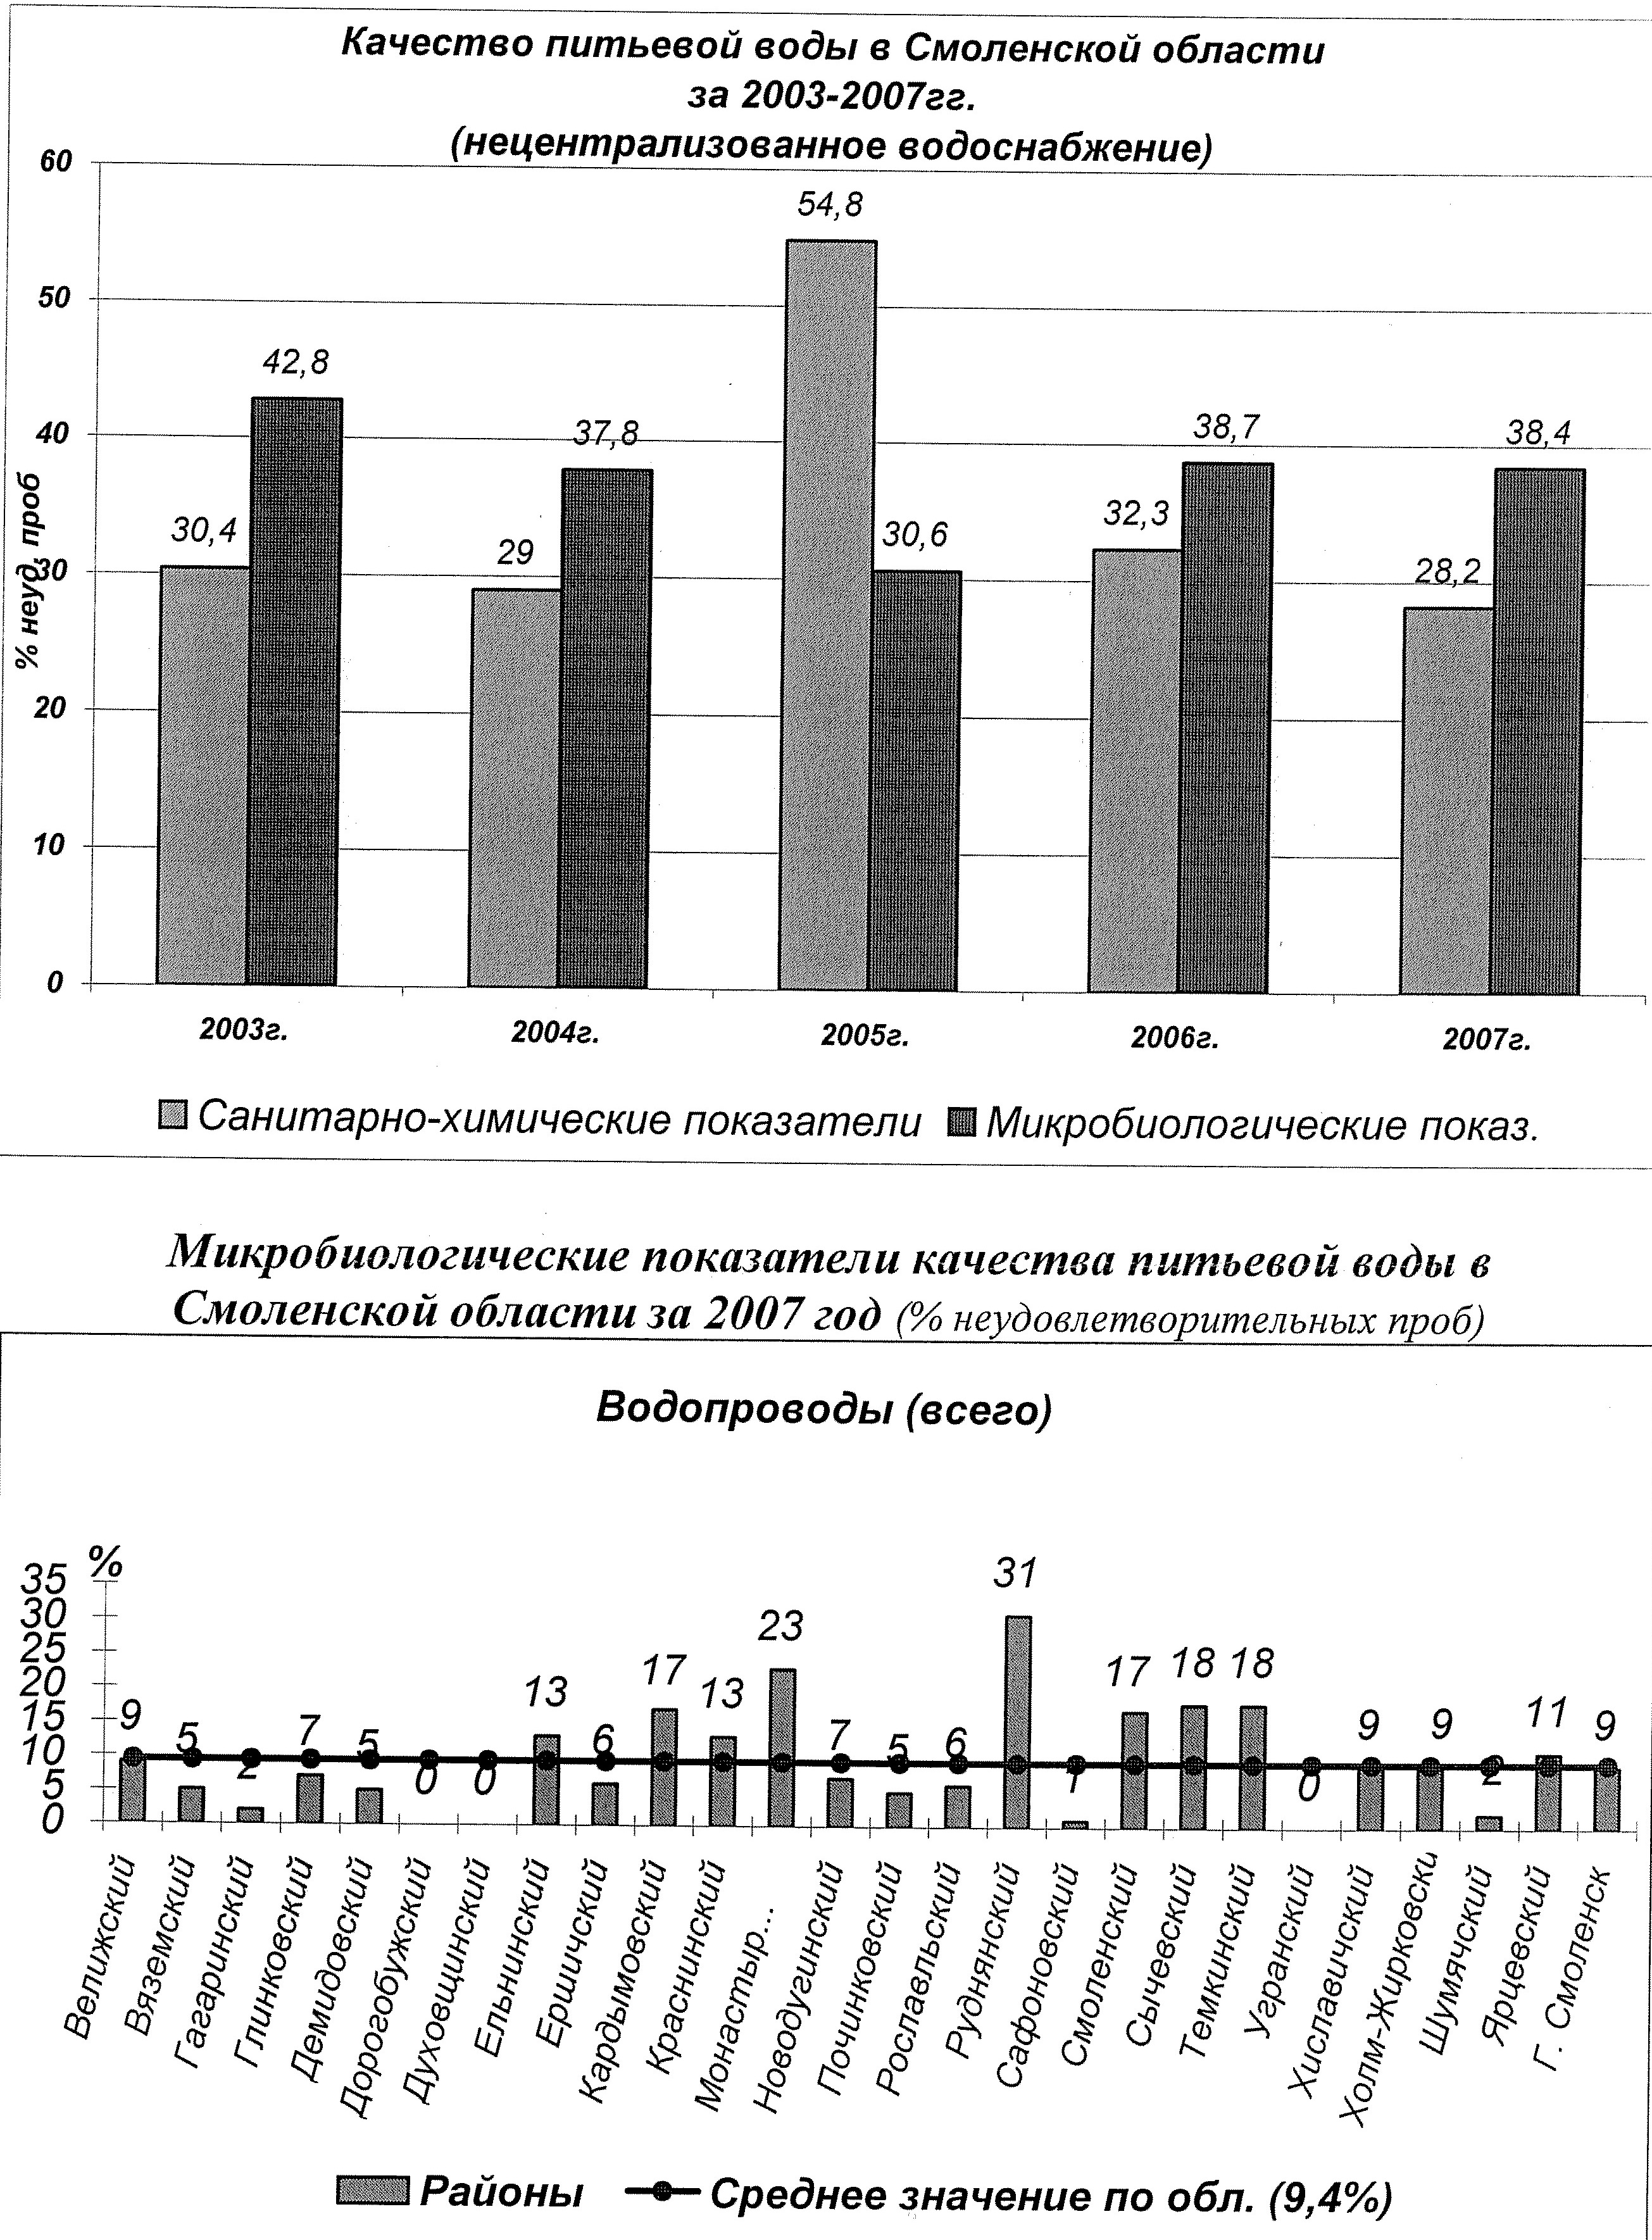 Качество питьевой воды в Смоленской области
за 2003-2007гг.
(нецентрализованное водоснабжение)
% неуд. проб
60
50
40
30
20
10
0
30,4
42,8
29
37,8
54,8
30,6
32,3
38,7
28,2
38,4
2003г.
2004г.
2005г.
2006г.
2007г.
Санитарно-химические показатели
Микробиологические показ.
Микробиологические показатели качества питьевой воды в
Смоленской области за 2007 год (% неудовлетворительных проб)
Водопроводы (всего)
%
35
30
25
20
15
10
5
0
9
5
2
7
5
0
0
13
6
17
13
23
7
5
6
31
1
17
18
18
0
9
9
2
11
9
Велижский
Вяземский
Гагаринский
Глинковский
Демидовский
Дорогобужский
Духовщинский
Ельнинский
Ершичский
Кардымовский
Краснинский
Монастыр...
Новодугинский
Починковский
Рославльский
Руднянский
Сафоновский
Смоленский
Сычевский
Темкинский
Угранский
Хиславичский
Холм-Жирковски
Шумячский
Ярцевский
Г. Смоленск
Районы
Среднее значение по обл. (9,4%)